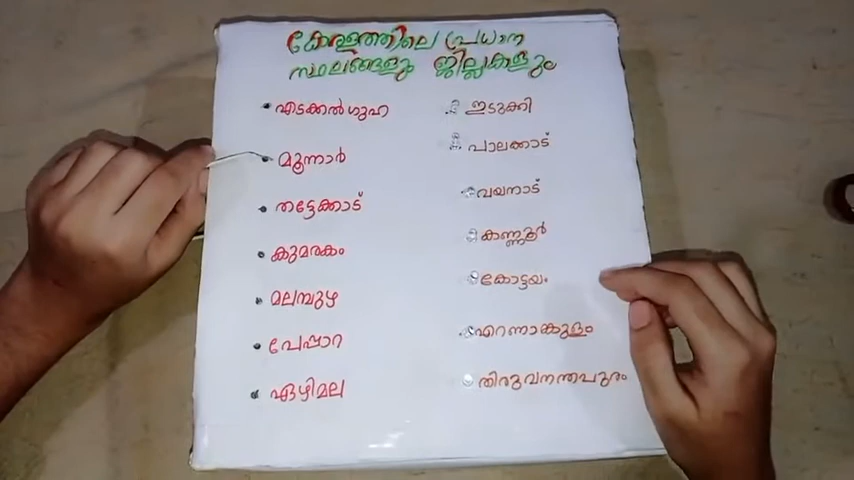 കേരളത്തിലെ പ്രധാന
സ്ഥലങ്ങളും ജില്ലകളും
എടക്കൽ ഗുഹ
ഇടുക്കി
മൂന്നാർ
പാലക്കാട്
തട്ടേക്കാട്
വയനാട്
കുമരകം
കണ്ണൂർ
മലമ്പുഴ
കോട്ടയം
പേപ്പാറ
എറണാകുളം
ഏഴിമല
തിരുവനന്തപുരം